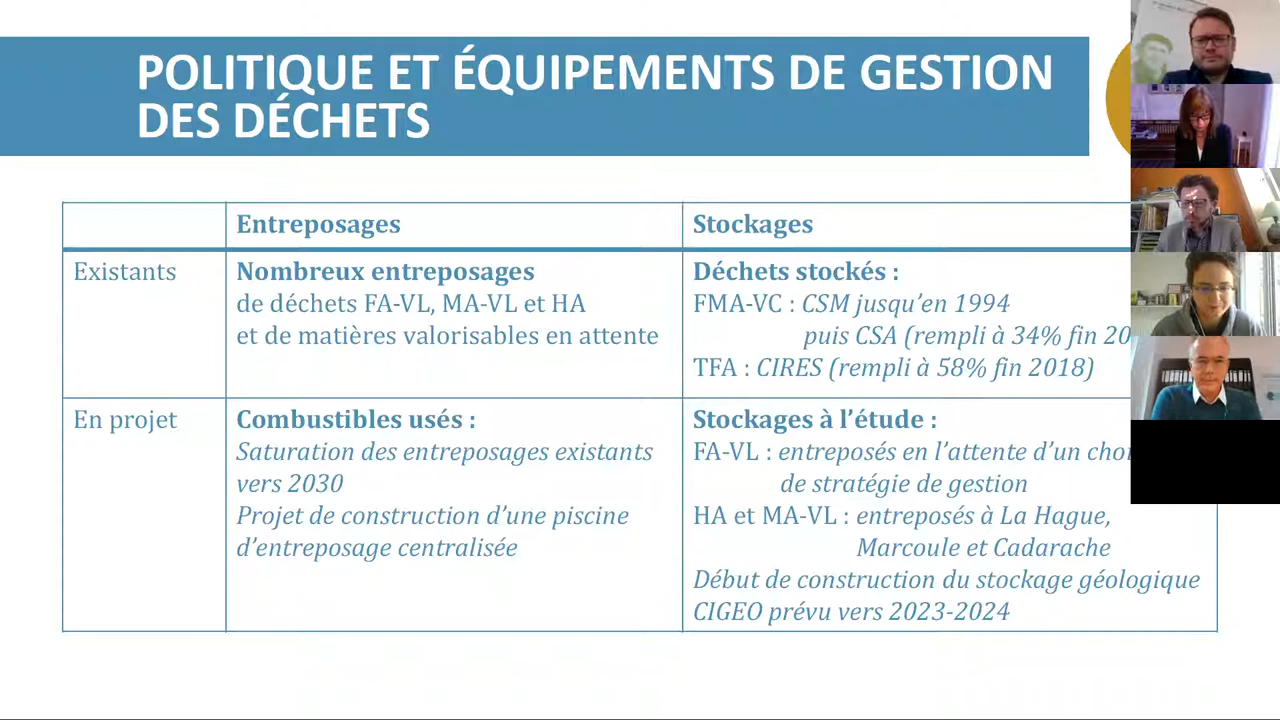 POLITIQUE ET ÉQUIPEMENTS DE GESTION
DES DÉCHETS
Entreposages
Stockages
Existants
Nombreux entreposages
de déchets FA-VL, MA-VL et HA
et de matières valorisables en attente
Déchets stockés :
FMA-VC : CSM jusqu’en 1994
puis CSA (rempli à 34% fin
TFA : CIRES (rempli à 58% fin 2018)
En projet
Combustibles usés :
Saturation des entreposages existants
vers 2030
Projet de construction d’une piscine
d’entreposage centralisée
Stockages à l’étude :
FA-VL : entreposés en l’attente d’un
de stratégie de gestion
HA et MA-VL : entreposés à La Hague,
Marcoule et Cadarache
Début de construction du stockage géologique
CIGEO prévu vers 2023-2024